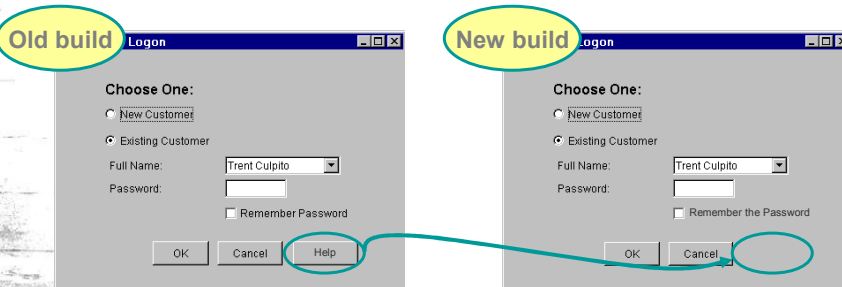 Old build
Logon
Choose One:
New Customer
Existing Customer
Full Name: Trent Culpito
Password:
Remember Password
OK Cancel Help
New build
Logon
Choose One:
New Customer
Existing Customer
Full Name: Trent Culpito
Password:
Remember the Password
OK Cancel